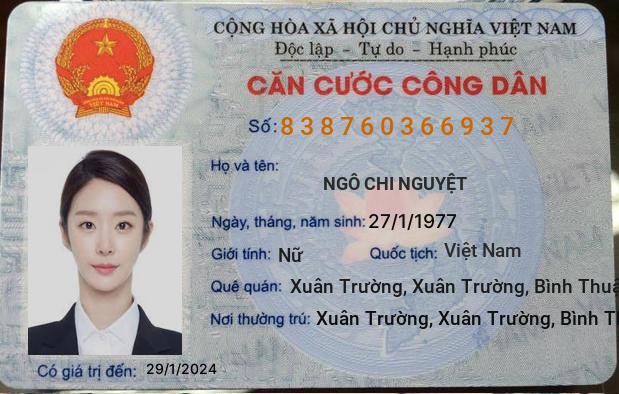 CỘNG HÒA XÃ HỘI CHỦ NGHĨA VIỆT NAM
Độc lập - Tự do - Hạnh phúc
CĂN CƯỚC CÔNG DÂN
Số: 838760366937
Họ và tên:
NGÔ CHI NGUYỆT
Ngày, tháng, năm sinh: 27/1/1977
Giới tính: Nữ Quốc tịch: Việt Nam
Quê quán: Xuân Trường, Xuân Trường, Bình Thuậ
Nơi thường trú: Xuân Trường, Xuân Trường, Bình T
Có giá trị đến: 29/1/2024
VIỆT NAM